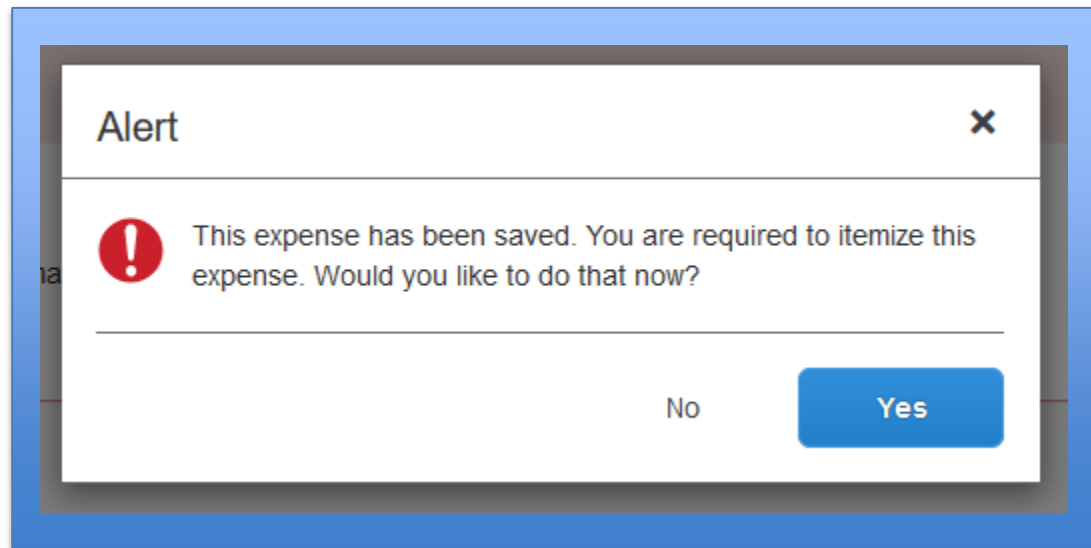 Alert
This expense has been saved. You are required to itemize this
expense. Would you like to do that now?
No
Yes